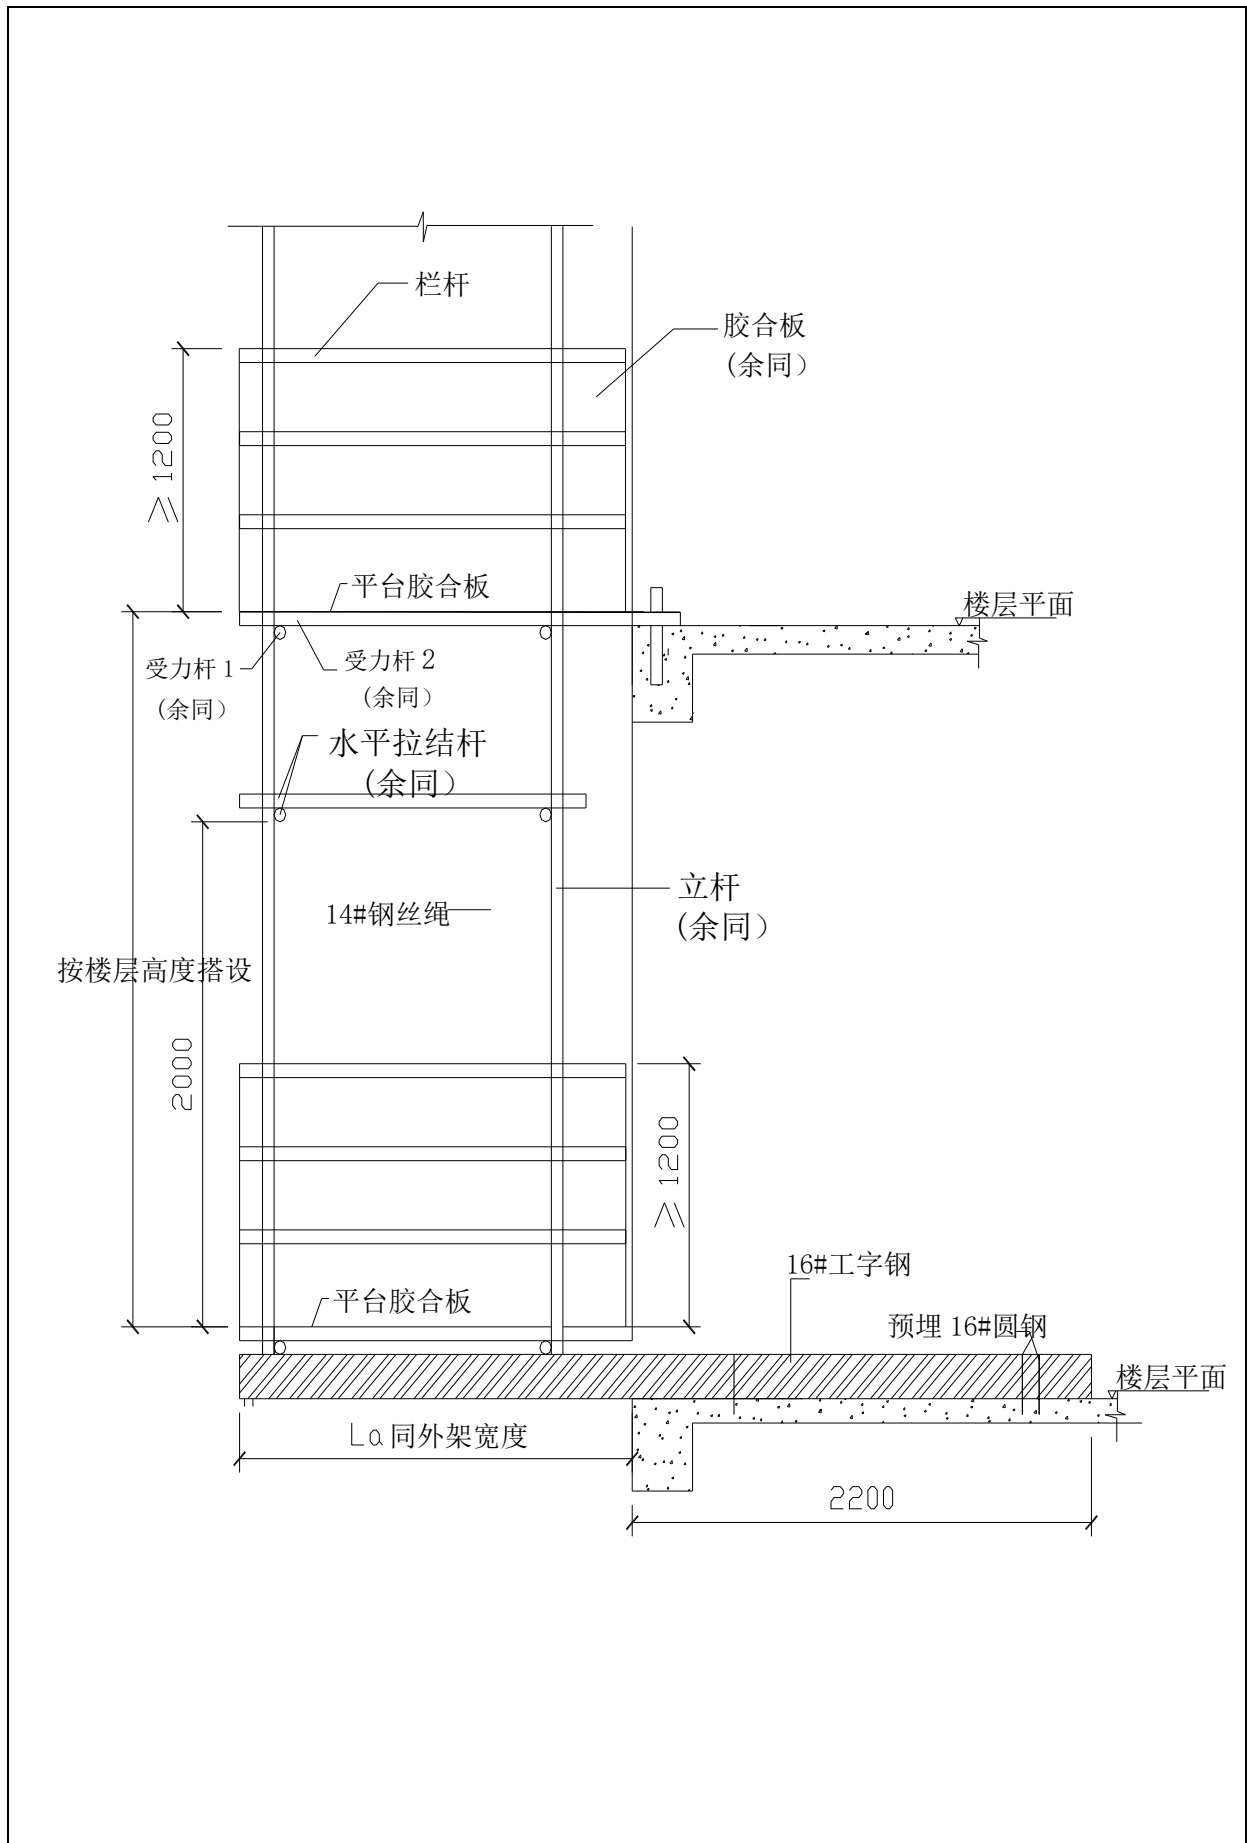 栏杆
胶合板
(余同）
≥1200
平台胶合板
楼层平面
受力杆1
(余同）
受力杆2
(余同）
水平拉结杆
(余同）
立杆
(余同）
14#钢丝绳
按楼层高度搭设
2000
≥1200
16#工字钢
平台胶合板
预埋16#圆钢
楼层平面
La同外架宽度
2200